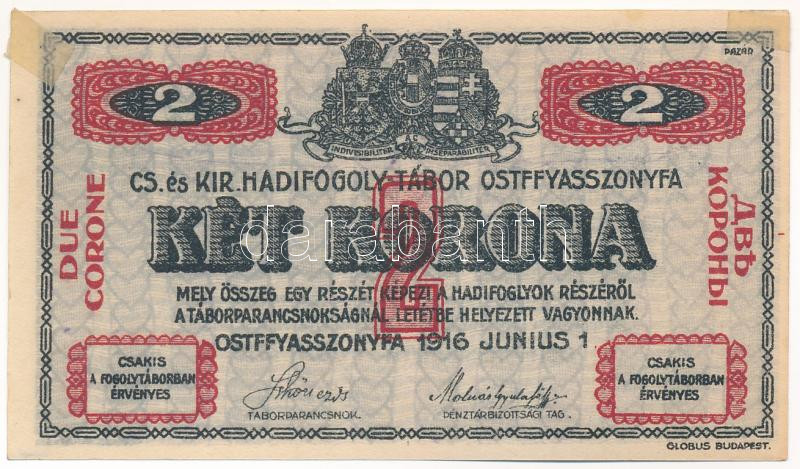 PAZÁR
2
2
INDIVISIBILITER AC INSEPARABILITER
CS. és KIR. HADIFOGOLY-TÁBOR OSTFFYASSZONYFA
DUE
CORONE
KÉT KORONA
2
ДВѢ
КОРОНЫ
darabanth
MELY ÖSSZEG EGY RÉSZÉT KÉPEZI A HADIFOGLYOK RÉSZÉRŐL
A TÁBORPARANCSNOKSÁGNÁL LETÉTBE HELYEZETT VAGYONNAK.
OSTFFYASSZONYFA 1916 JUNIUS 1
CSAKIS
A FOGOLYTÁBORBAN
ÉRVÉNYES
TÁBORPARANCSNOK.
PÉNZTÁRBIZOTTSÁGI TAG.
CSAKIS
A FOGOLYTÁBORBAN
ÉRVÉNYES
GLOBUS BUDAPEST.